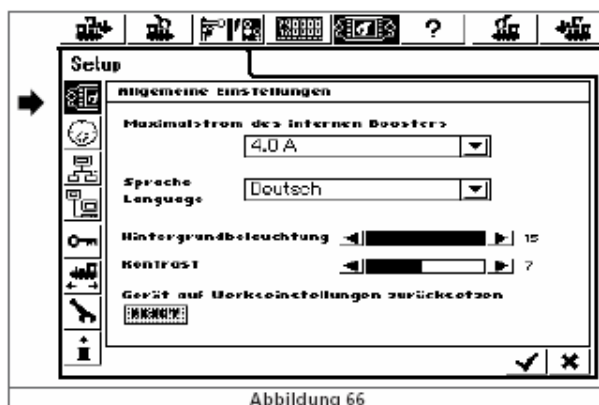 ?
Setup
Allgemeine Einstellungen
Maximalstrom des internen Boosters
4.0 A
Sprache
Language
Deutsch
Hintergrundbeleuchtung
15
Kontrast
7
Gerät auf Werkseinstellungen zurücksetzen
Abbildung 66